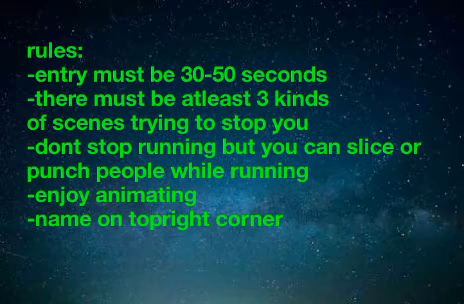 rules:
-entry must be 30-50 seconds
-there must be atleast 3 kinds
of scenes trying to stop you
-dont stop running but you can slice or
punch people while running
-enjoy animating
-name on topright corner